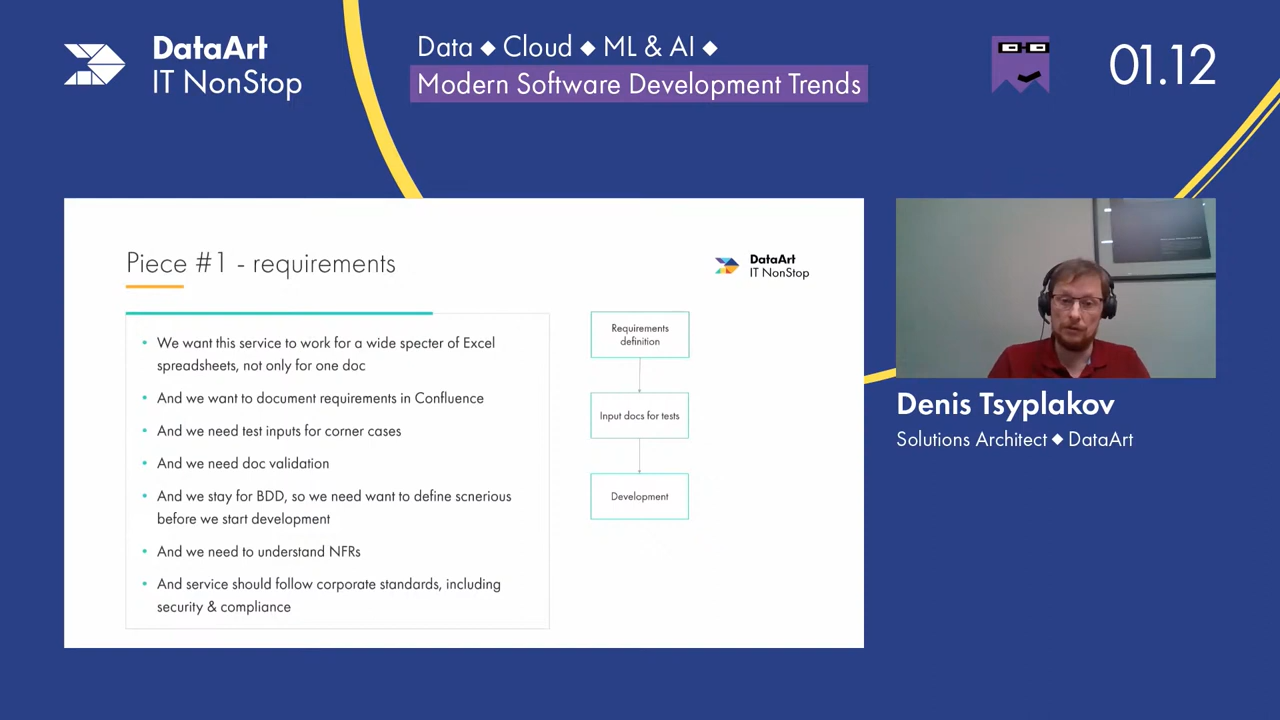 DataArt
IT NonStop
Data ◆ Cloud ◆ ML & AI ◆
Modern Software Development Trends
01.12
Piece #1 - requirements
DataArt
IT NonStop
• We want this service to work for a wide specter of Excel
spreadsheets, not only for one doc
• And we want to document requirements in Confluence
• And we need test inputs for corner cases
• And we need doc validation
• And we stay for BDD, so we need want to define scnerious
before we start development
• And we need to understand NFRs
• And service should follow corporate standards, including
security & compliance
Requirements
definition
Input docs for tests
Development
Denis Tsyplakov
Solutions Architect ◆ DataArt